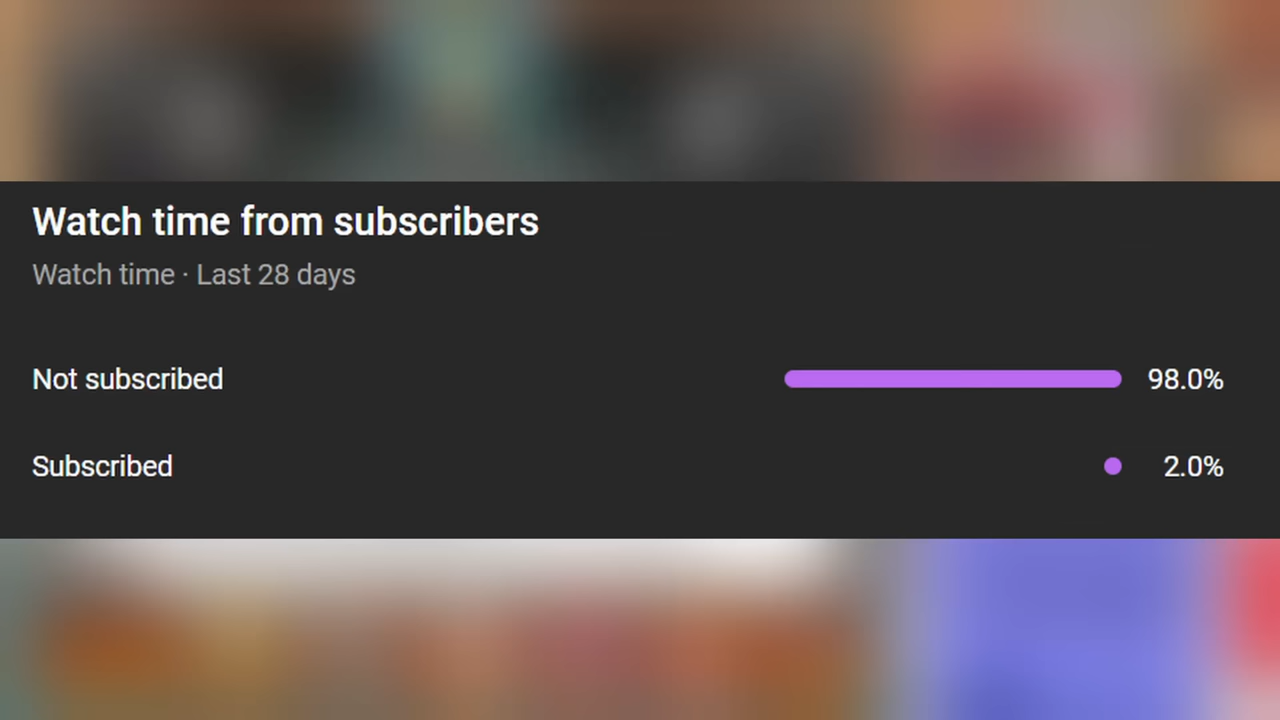 Watch time from subscribers
Watch time · Last 28 days
Not subscribed 98.0%
Subscribed 2.0%